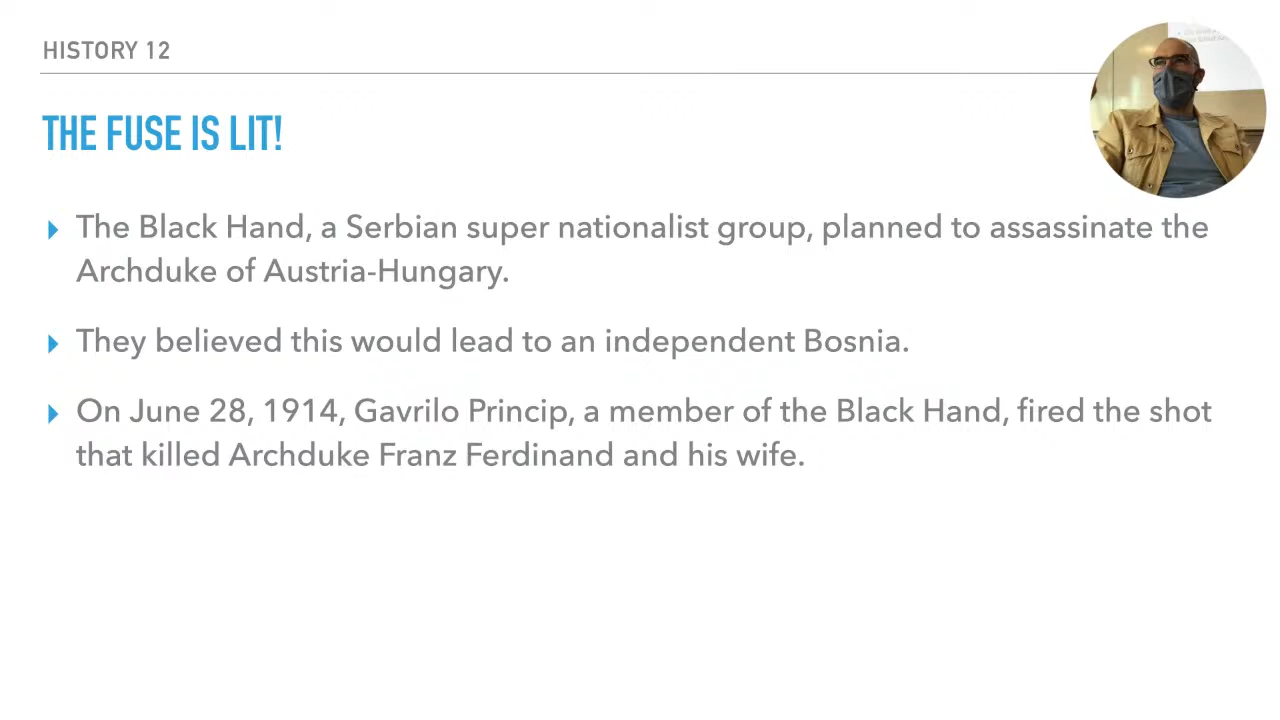 HISTORY 12
THE FUSE IS LIT!
The Black Hand, a Serbian super nationalist group, planned to assassinate the
Archduke of Austria-Hungary.
They believed this would lead to an independent Bosnia.
On June 28, 1914, Gavrilo Princip, a member of the Black Hand, fired the shot
that killed Archduke Franz Ferdinand and his wife.